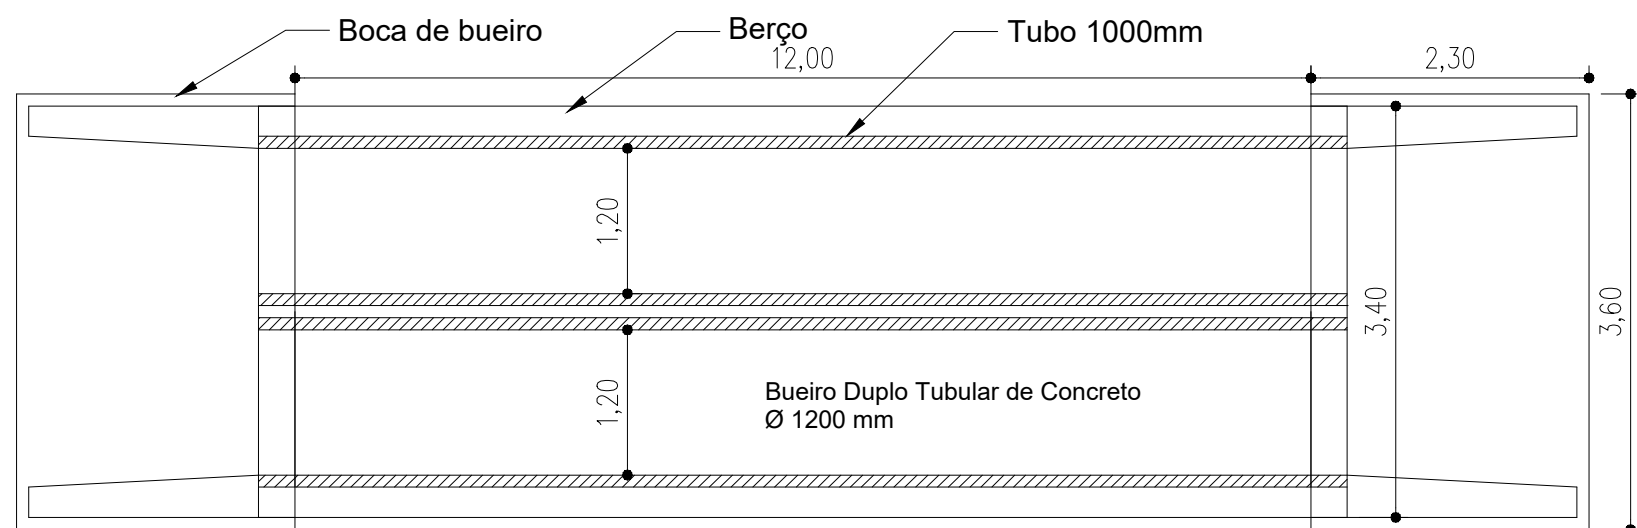 Boca de bueiro
Berço
Tubo 1000mm
12,00
2,30
1,20
3,40
3,60
1,20
Bueiro Duplo Tubular de Concreto
Ø 1200 mm